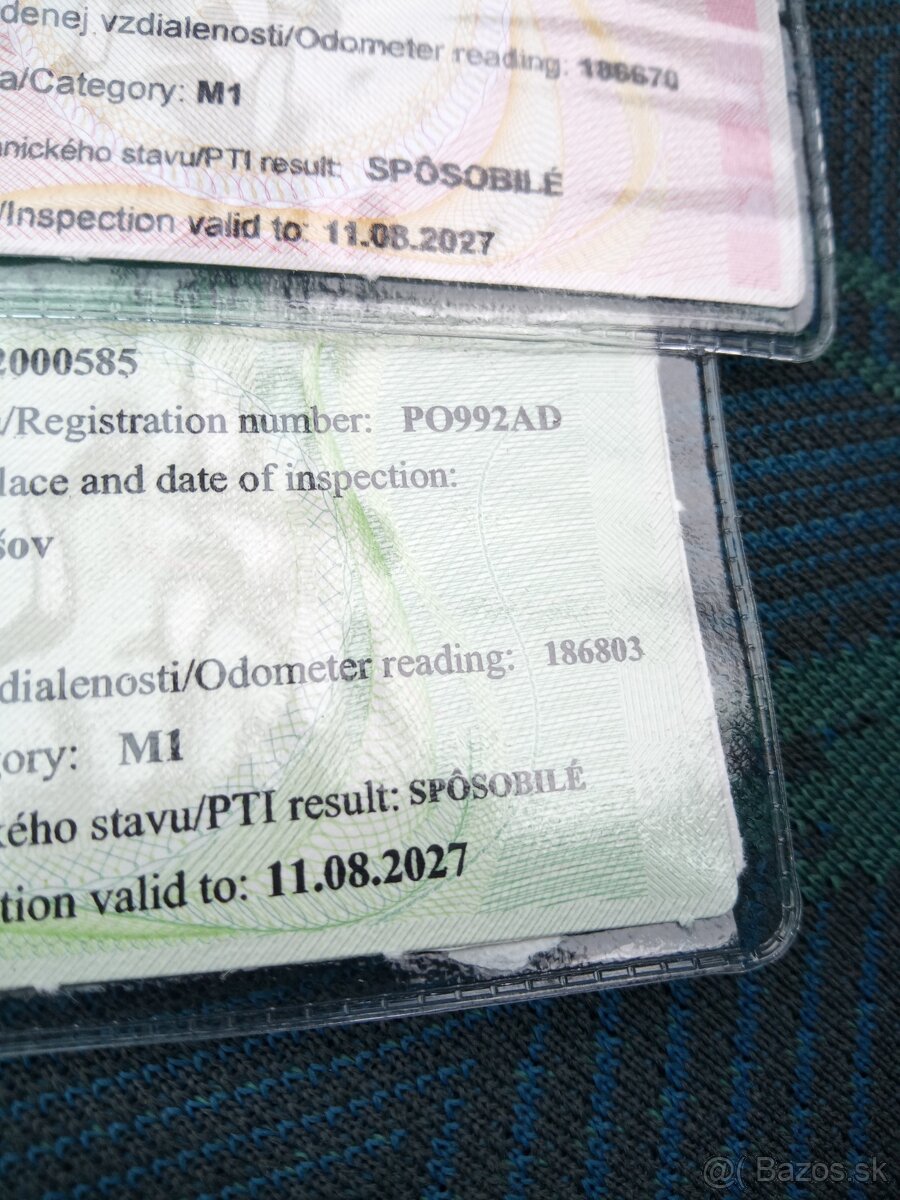 denej vzdialenosti/Odometer reading: 186670
a/Category: M1
nického stavu/PTI result: SPÔSOBILÉ
/Inspection valid to: 11.08.2027
2000585
/Registration number: PO992AD
lace and date of inspection:
šov
dialenosti/Odometer reading: 186803
ory: M1
kého stavu/PTI result: SPÔSOBILÉ
tion valid to: 11.08.2027
@( Bazos.sk